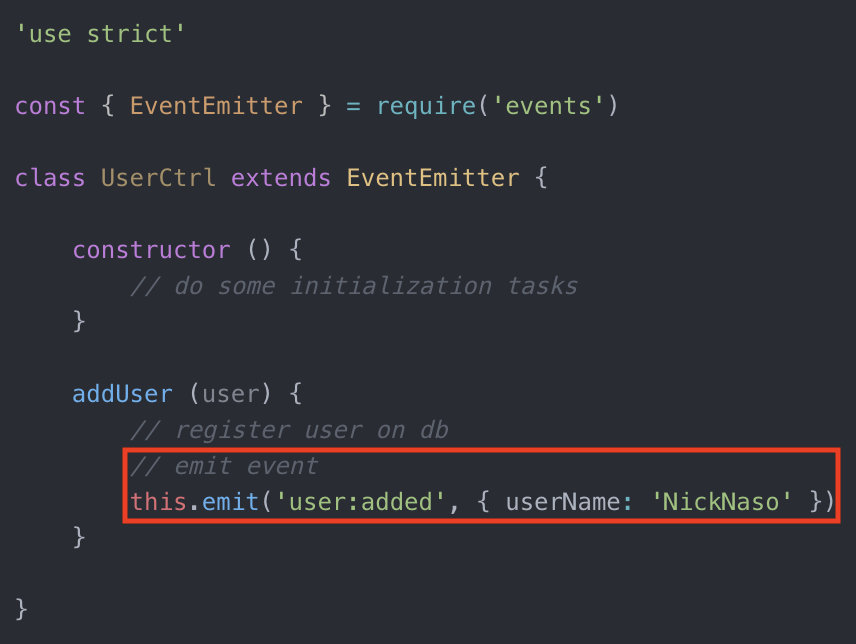 'use strict'
const { EventEmitter } = require('events')
class UserCtrl extends EventEmitter {
constructor () {
// do some initialization tasks
}
addUser (user) {
// register user on db
// emit event
this.emit('user:added', { userName: 'NickNaso' })
}
}